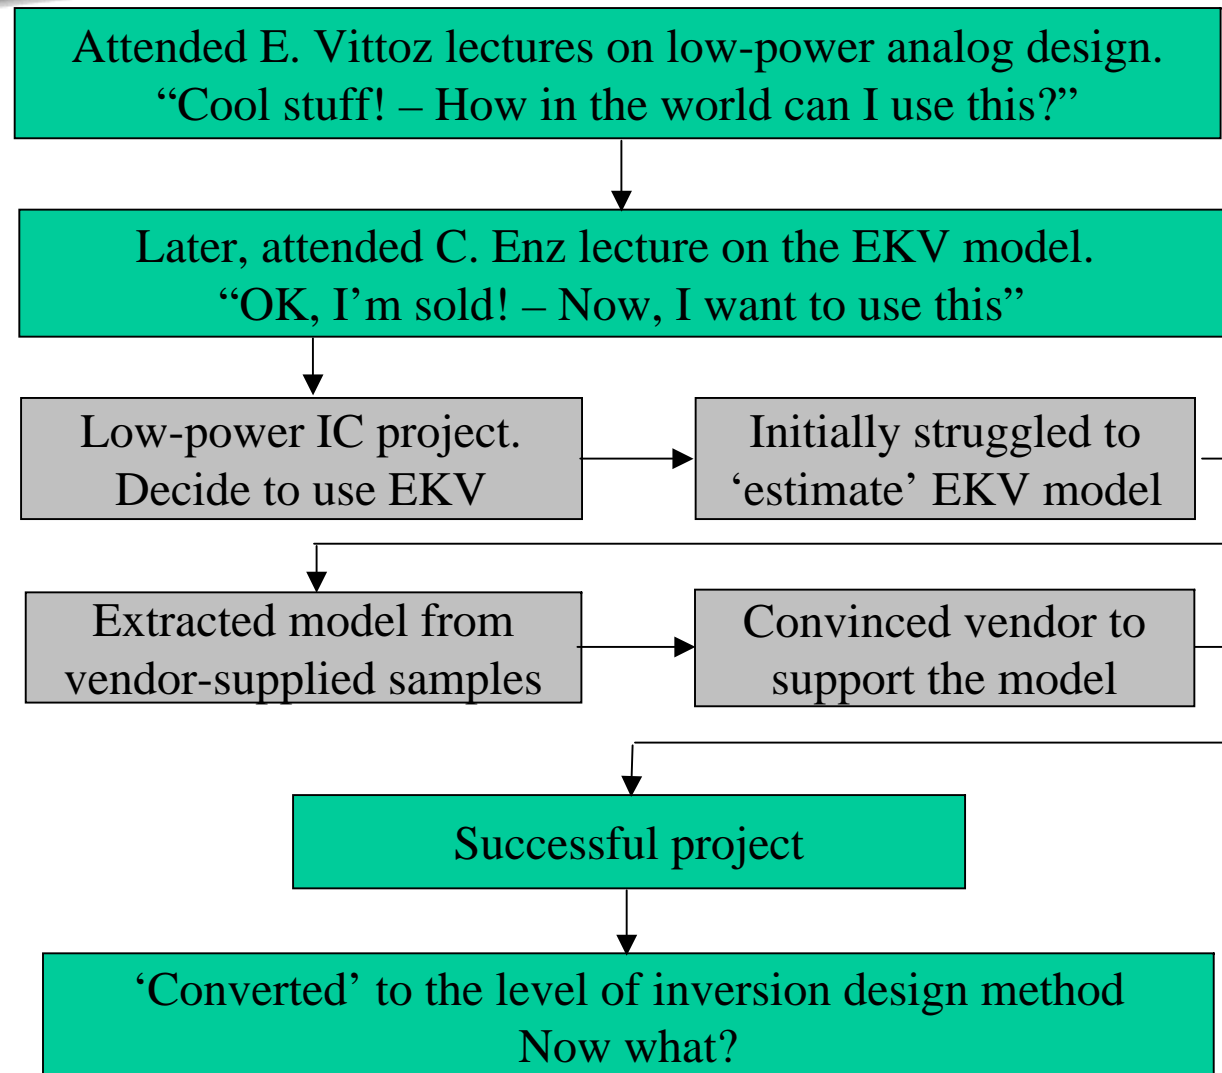 Attended E. Vittoz lectures on low-power analog design.
“Cool stuff! – How in the world can I use this?”
Later, attended C. Enz lecture on the EKV model.
“OK, I’m sold! – Now, I want to use this”
Low-power IC project.
Decide to use EKV
Initially struggled to
‘estimate’ EKV model
Extracted model from
vendor-supplied samples
Convinced vendor to
support the model
Successful project
‘Converted’ to the level of inversion design method
Now what?